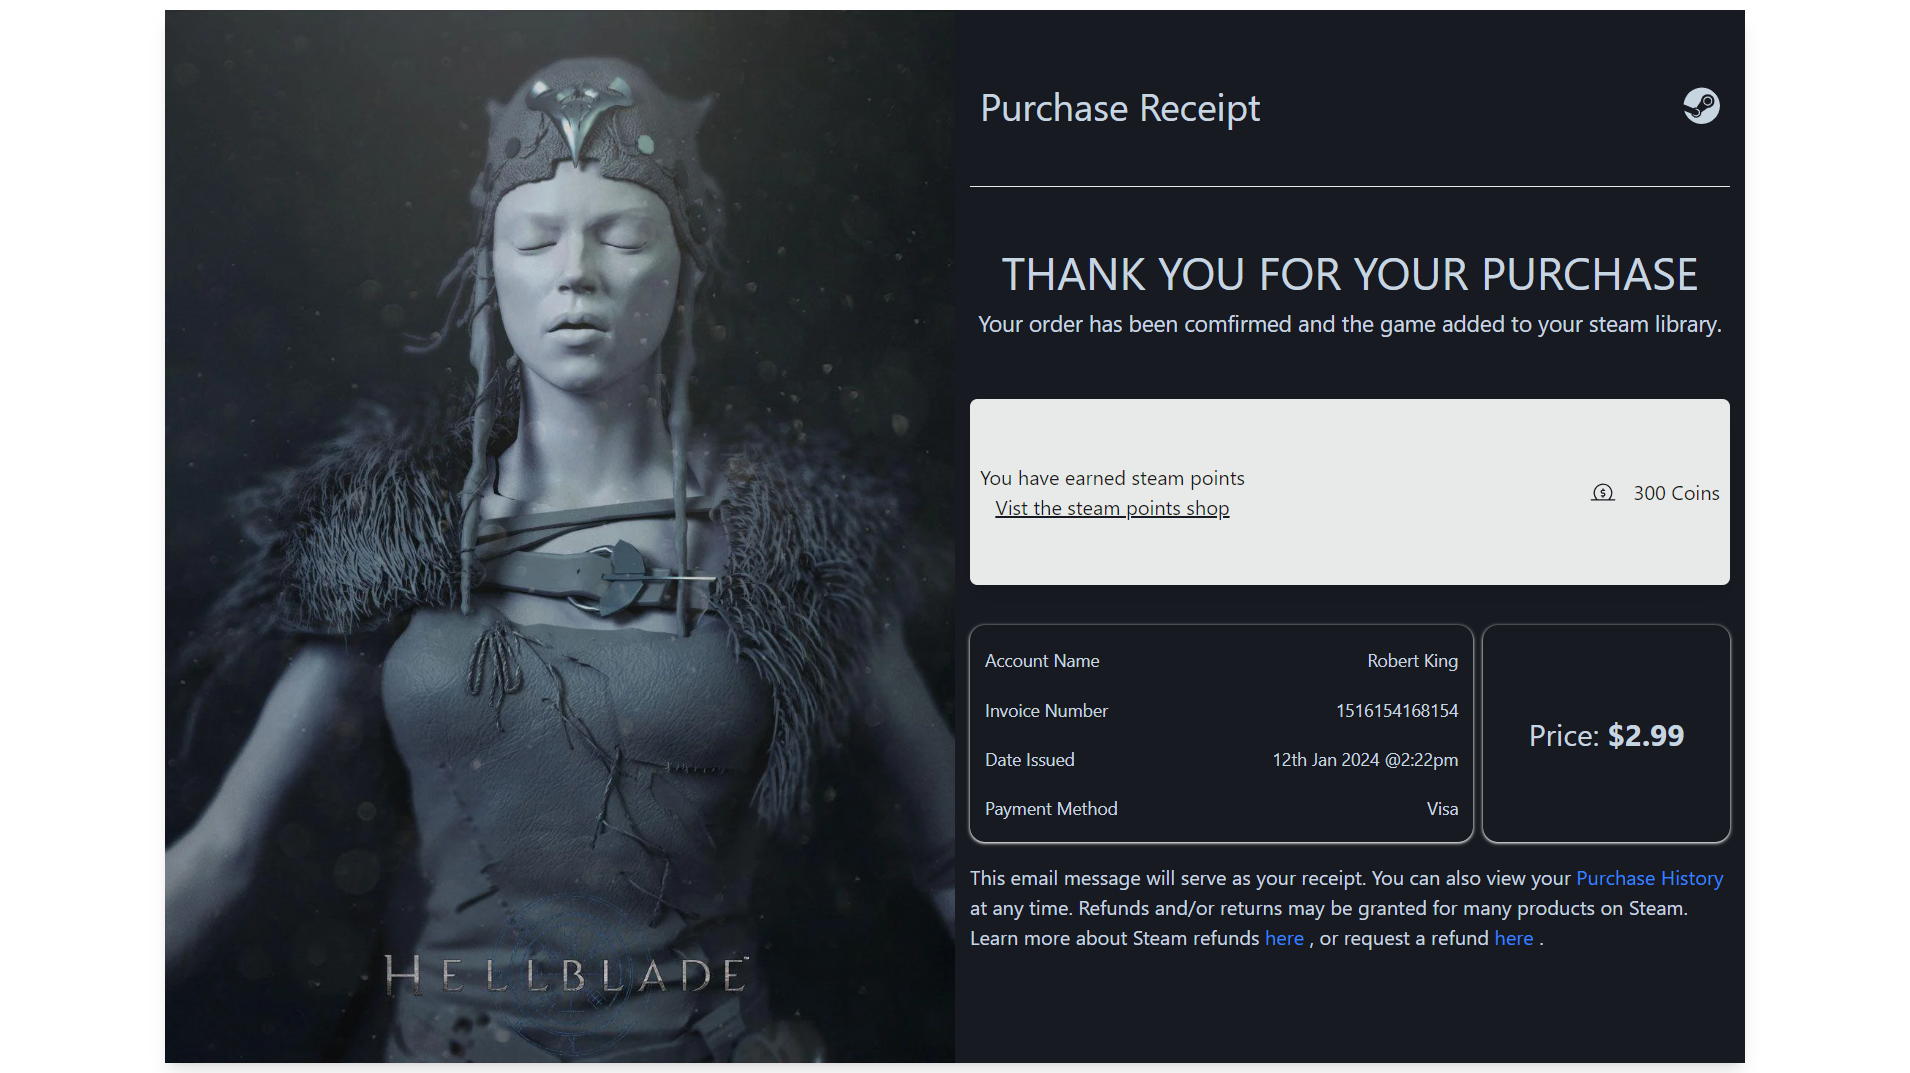 Purchase Receipt
THANK YOU FOR YOUR PURCHASE
Your order has been comfirmed and the game added to your steam library.
You have earned steam points
Vist the steam points shop
300 Coins
Account Name Robert King
Invoice Number 1516154168154
Date Issued 12th Jan 2024 @2:22pm
Payment Method Visa
Price: $2.99
This email message will serve as your receipt. You can also view your Purchase History
at any time. Refunds and/or returns may be granted for many products on Steam.
Learn more about Steam refunds here , or request a refund here .
HELLBLADE™